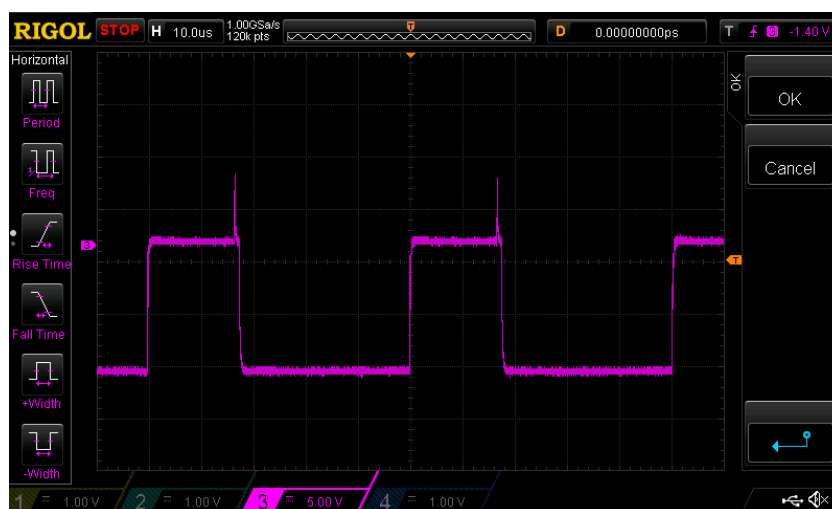 RIGOL STOP H 10.0us 1.00GSa/s 120k pts T D 0.00000000ps T 3 -1.40 V
Horizontal
Period
Freq
Rise Time
Fall Time
+Width
-Width
3
T
OK
OK
Cancel
1 = 1.00 V 2 = 1.00 V 3 = 5.00 V 4 = 1.00 V